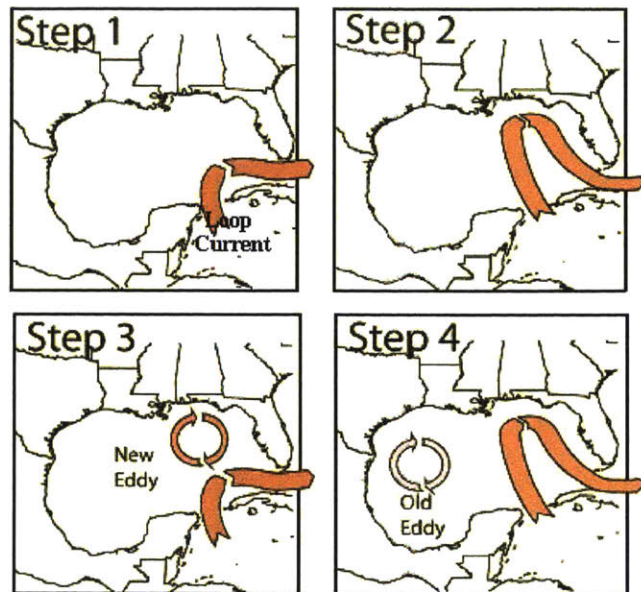 Step 1
Loop
Current
Step 2
Step 3
New
Eddy
Step 4
Old
Eddy